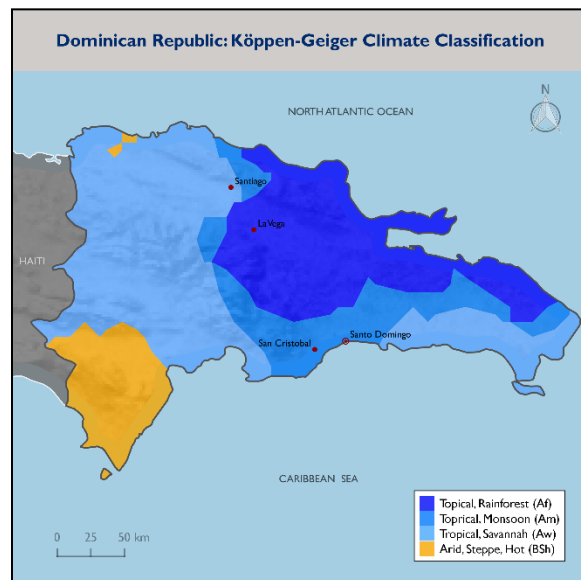 Dominican Republic: Köppen-Geiger Climate Classification
NORTH ATLANTIC OCEAN
N
Santiago
La Vega
HAITI
Santo Domingo
San Cristobal
CARIBBEAN SEA
Topical, Rainforest (Af)
Toprical, Monsoon (Am)
Tropical, Savannah (Aw)
Arid, Steppe, Hot (BSh)
0 25 50 km